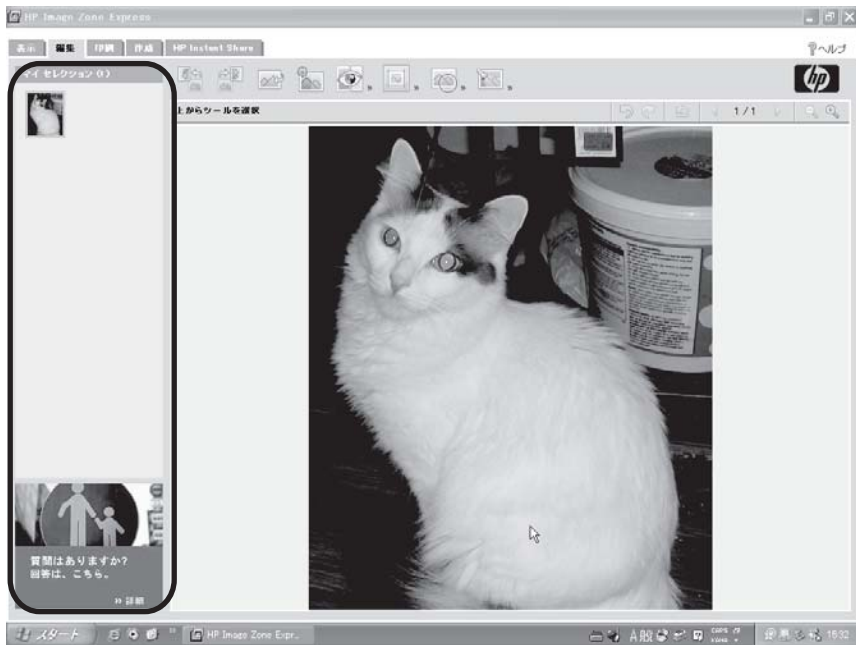 HP Image Zone Express
表示 編集 印刷 作成 HP Instant Share
ヘルプ
マイ セレクション (1)
hp
上からツールを選択
1/1
質問はありますか?
回答は、こちら。
» 詳細
スタート
HP Image Zone Expr...
A 般
CAPS
KANA
16:32